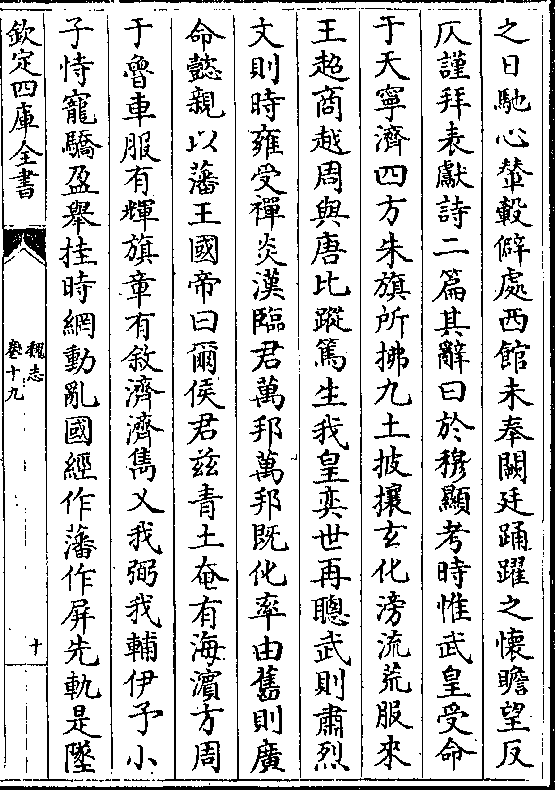 之日馳心輦轂僻處西館未奉闕廷踊躍之懷瞻望反
仄謹拜表獻詩二篇其辭曰於穆顯考時惟武皇受命
于天寧濟四方朱旗所拂九土披攘玄化滂流荒服來
王超商越周與唐比蹤篤生我皇奕世再聰武則肅烈
文則時雍受禪炎漢臨君萬邦萬邦既化率由舊則廣
命懿親以藩王國帝曰爾侯君兹青土奄有海濱方周
于魯車服有輝旗章有敘濟濟雋乂我弼我輔伊予小
子恃寵驕盈舉挂時網動亂國經作藩作屏先軌是墜
欽定四庫全書
魏志
卷十九
十